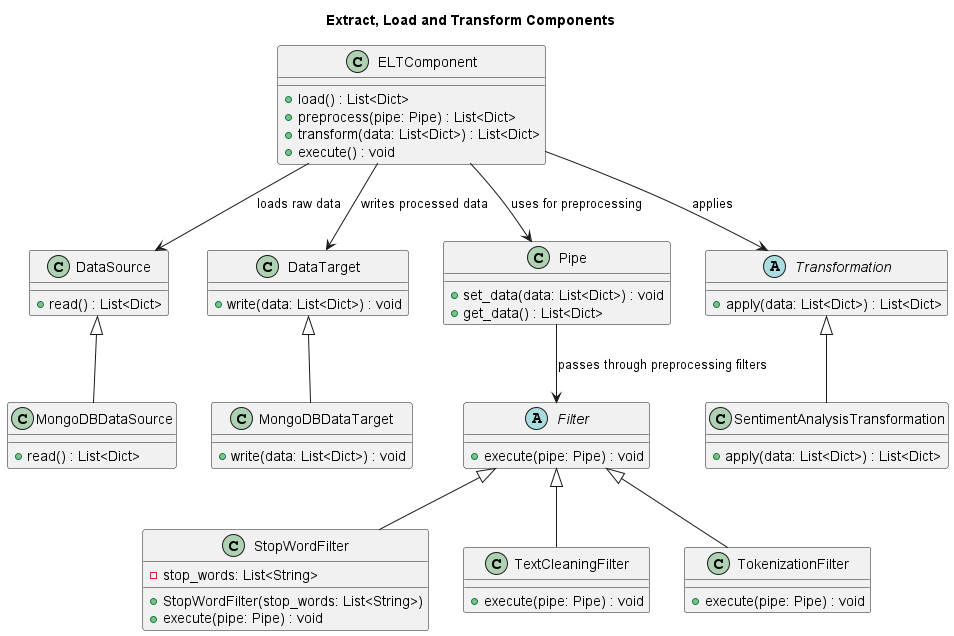 Extract, Load and Transform Components
C ELTComponent
load() : List<Dict>
preprocess(pipe: Pipe) : List<Dict>
transform(data: List<Dict>) : List<Dict>
execute() : void
loads raw data
writes processed data
uses for preprocessing
applies
C DataSource
read() : List<Dict>
C DataTarget
write(data: List<Dict>) : void
C Pipe
set_data(data: List<Dict>) : void
get_data() : List<Dict>
A Transformation
apply(data: List<Dict>) : List<Dict>
passes through preprocessing filters
C MongoDBDataSource
read() : List<Dict>
C MongoDBDataTarget
write(data: List<Dict>) : void
A Filter
execute(pipe: Pipe) : void
C SentimentAnalysisTransformation
apply(data: List<Dict>) : List<Dict>
C StopWordFilter
stop_words: List<String>
StopWordFilter(stop_words: List<String>)
execute(pipe: Pipe) : void
C TextCleaningFilter
execute(pipe: Pipe) : void
C TokenizationFilter
execute(pipe: Pipe) : void